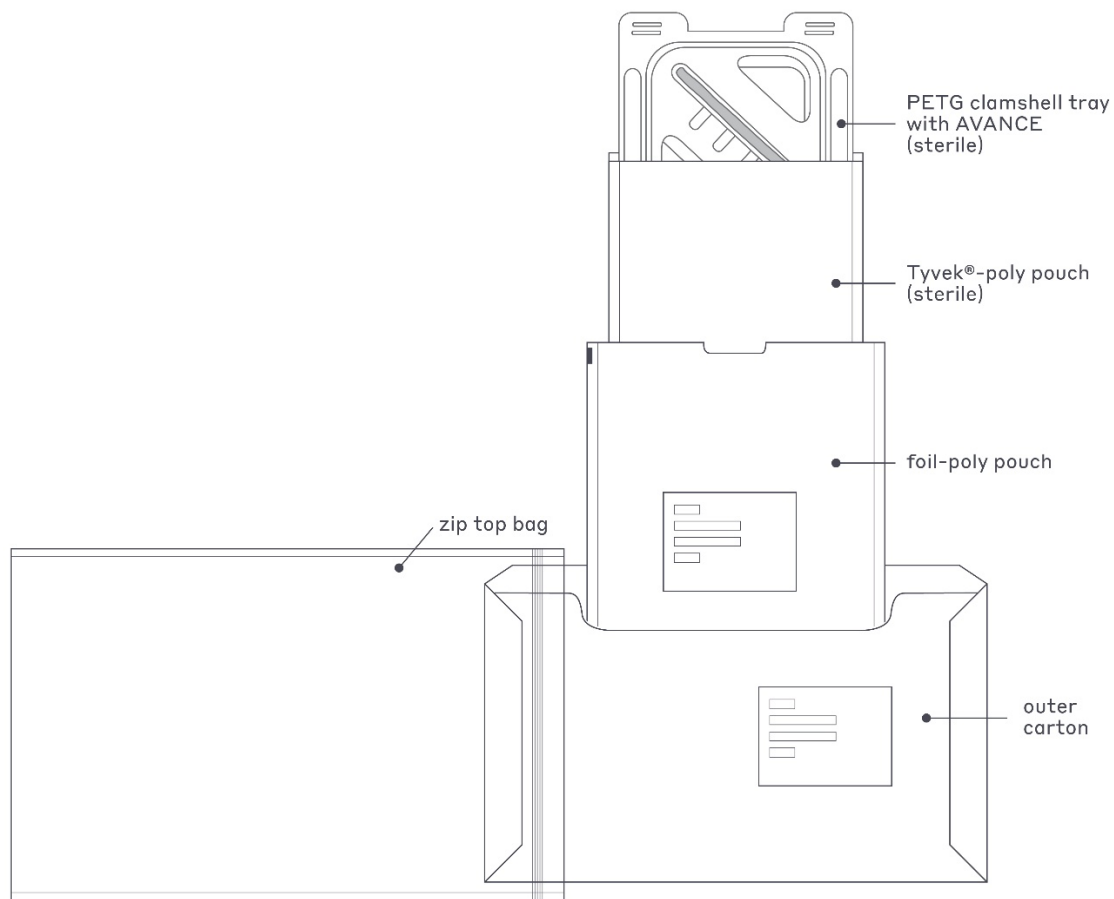 PETG clamshell tray
with AVANCE
(sterile)
Tyvek®-poly pouch
(sterile)
foil-poly pouch
zip top bag
outer
carton